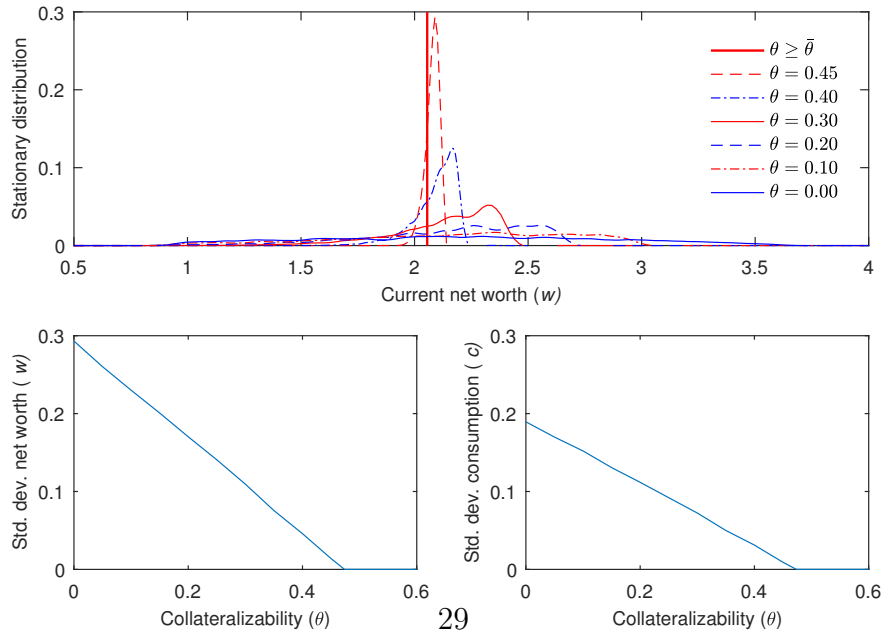 0.3
0.2
0.1
0
Stationary distribution
θ ≥ θ̄
θ = 0.45
θ = 0.40
θ = 0.30
θ = 0.20
θ = 0.10
θ = 0.00
0.5 1 1.5 2 2.5 3 3.5 4
Current net worth (w)
0.3
0.2
0.1
0
Std. dev. net worth ( w)
0 0.2 0.4 0.6
Collateralizability (θ)
0.3
0.2
0.1
0
Std. dev. consumption ( c)
0 0.2 0.4 0.6
Collateralizability (θ)
29